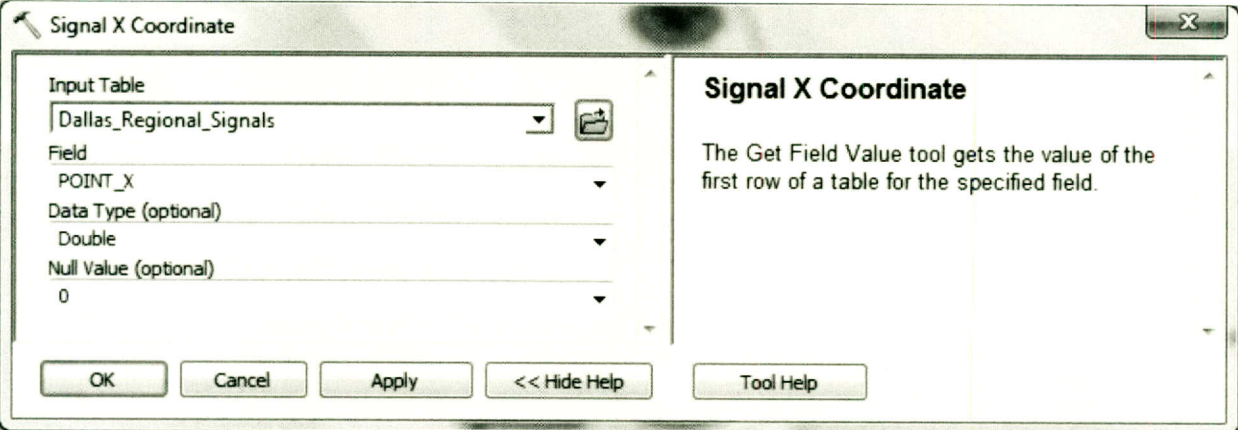 Signal X Coordinate
Input Table
Dallas_Regional_Signals
Field
POINT_X
Data Type (optional)
Double
Null Value (optional)
0
OK
Cancel
Apply
<< Hide Help
Signal X Coordinate
The Get Field Value tool gets the value of the
first row of a table for the specified field.
Tool Help